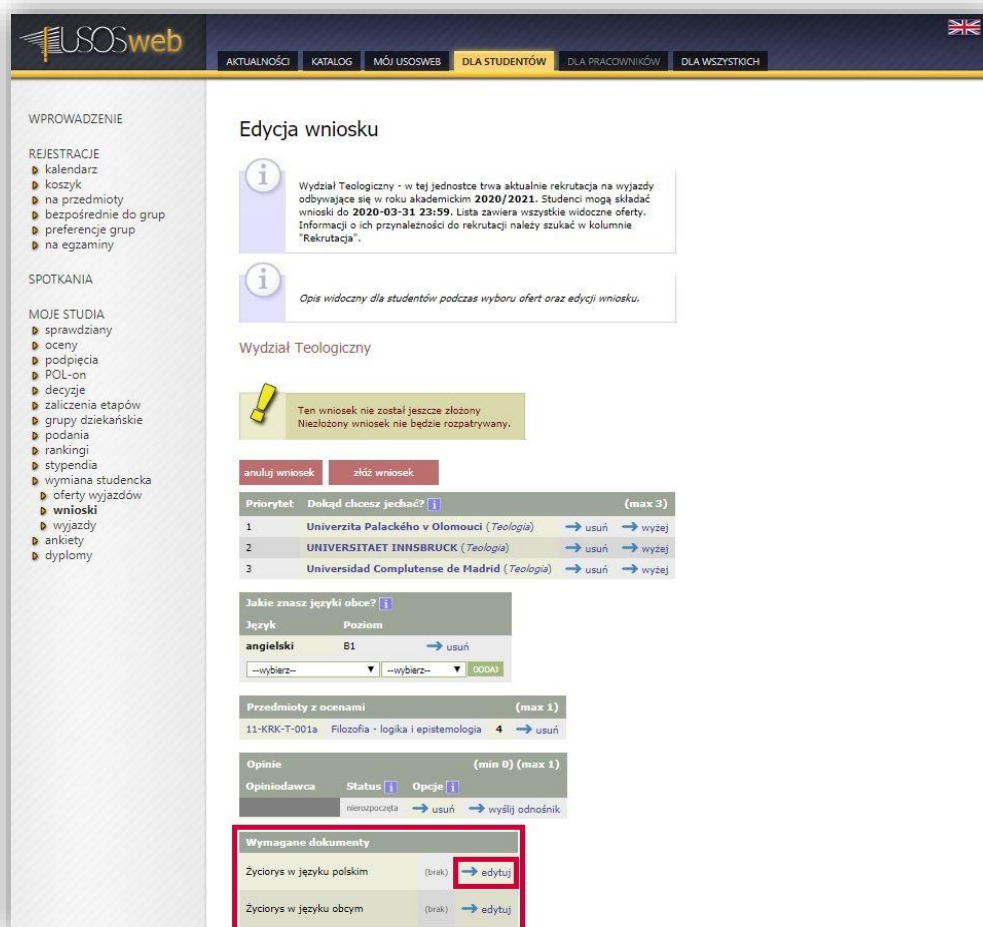 USOSweb
AKTUALNOŚCI KATALOG MÓJ USOSWEB DLA STUDENTÓW DLA PRACOWNIKÓW DLA WSZYSTKICH
WPROWADZENIE
REJESTRACJE
kalendarz
koszyk
na przedmioty
bezpośrednie do grup
preferencje grup
na egzaminy
SPOTKANIA
MOJE STUDIA
sprawdziany
oceny
podpięcia
POL-on
decyzje
zaliczenia etapów
grupy dziekańskie
podania
rankingi
stypendia
wymiana studencka
oferty wyjazdów
wnioski
wyjazdy
ankiety
dyplomy
Edycja wniosku
Wydział Teologiczny - w tej jednostce trwa aktualnie rekrutacja na wyjazdy
odbywające się w roku akademickim 2020/2021. Studenci mogą składać
wnioski do 2020-03-31 23:59. Lista zawiera wszystkie widoczne oferty.
Informacji o ich przynależności do rekrutacji należy szukać w kolumnie
"Rekrutacja".
Opis widoczny dla studentów podczas wyboru ofert oraz edycji wniosku.
Wydział Teologiczny
Ten wniosek nie został jeszcze złożony
Niezłożony wniosek nie będzie rozpatrywany.
anuluj wniosek złóż wniosek
Priorytet Dokąd chcesz jechać? i (max 3)
1 Univerzita Palackého v Olomouci (Teologia) usuń wyżej
2 UNIVERSITAET INNSBRUCK (Teologia) usuń wyżej
3 Universidad Complutense de Madrid (Teologia) usuń wyżej
Jakie znasz języki obce? i
Język Poziom
angielski B1 usuń
--wybierz-- --wybierz-- DODAJ
Przedmioty z ocenami (max 1)
11-KRK-T-001a Filozofia - logika i epistemologia 4 usuń
Opinie (min 0) (max 1)
Opiniodawca Status i Opcje i
nierozpoczęta usuń wyślij odnośnik
Wymagane dokumenty
Życiorys w języku polskim (brak) edytuj
Życiorys w języku obcym (brak) edytuj